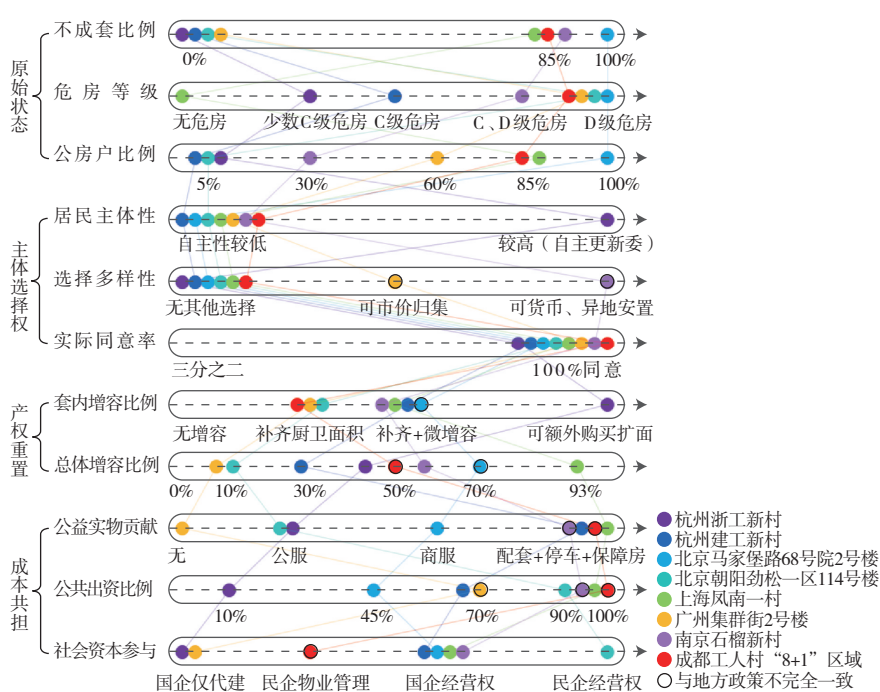 原始状态
不成套比例
0% 85% 100%
危房等级
无危房 少数C级危房 C级危房 C、D级危房 D级危房
公房户比例
5% 30% 60% 85% 100%
主体选择权
居民主体性
自主性较低 较高（自主更新委）
选择多样性
无其他选择 可市价归集 可货币、异地安置
实际同意率
三分之二 100%同意
产权重置
套内增容比例
无增容 补齐厨卫面积 补齐+微增容 可额外购买扩面
总体增容比例
0% 10% 30% 50% 70% 93%
成本共担
公益实物贡献
无 公服 商服 配套+停车+保障房
公共出资比例
10% 45% 70% 90% 100%
社会资本参与
国企仅代建 民企物业管理 国企经营权 民企经营权
杭州浙工新村
杭州建工新村
北京马家堡路68号院2号楼
北京朝阳劲松一区114号楼
上海凤南一村
广州集群街2号楼
南京石榴新村
成都工人村“8+1”区域
与地方政策不完全一致